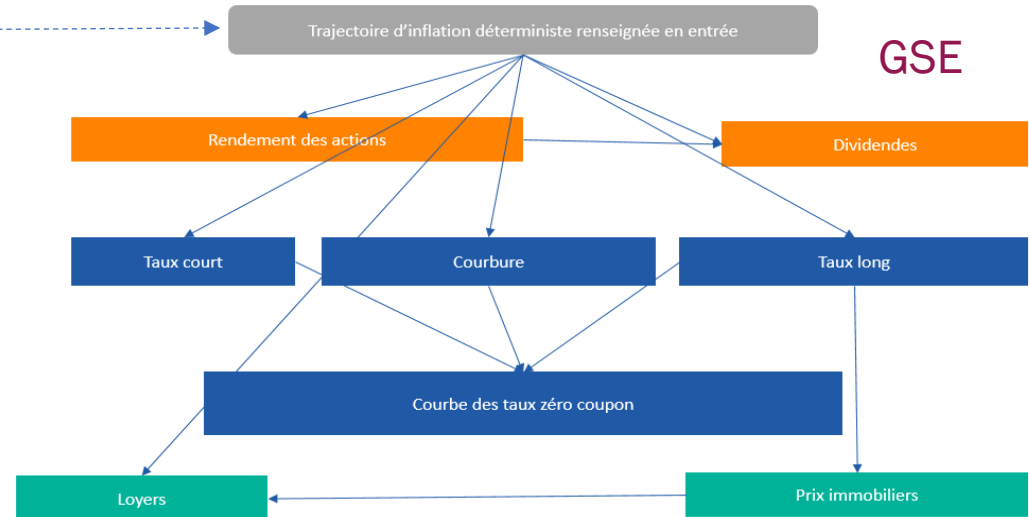 Trajectoire d'inflation déterministe renseignée en entrée
GSE
Rendement des actions
Dividendes
Taux court
Courbure
Taux long
Courbe des taux zéro coupon
Loyers
Prix immobiliers